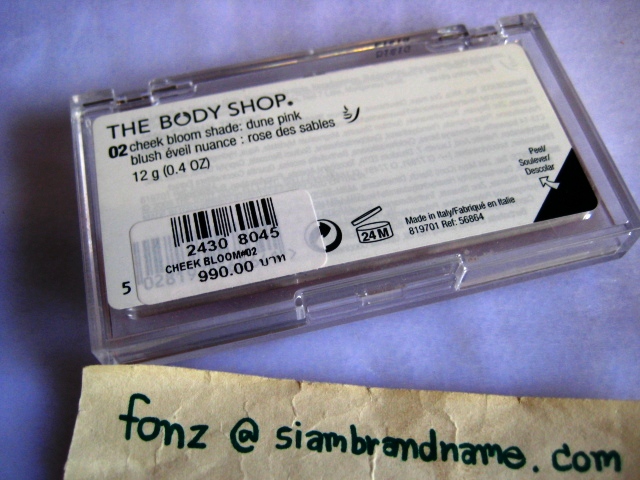 THE BODY SHOP.
02 cheek bloom shade: dune pink
blush éveil nuance : rose des sables
12 g (0.4 OZ)
Peel/
Soulever/
Descolar
2430 8045
CHEEK BLOOM#02
990.00 บาท
24 M
Made in Italy/Fabriqué en Italie
819701 Ref: 56864
5
fonz @ siambrandname.com